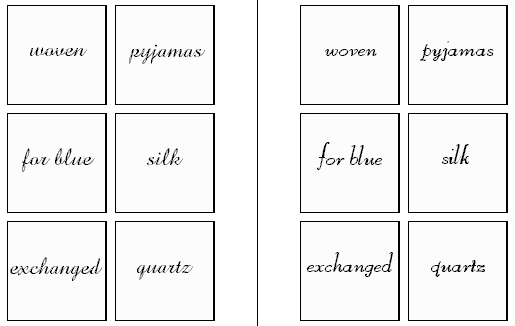 woven pyjamas woven pyjamas
for blue silk for blue silk
exchanged quartz exchanged quartz